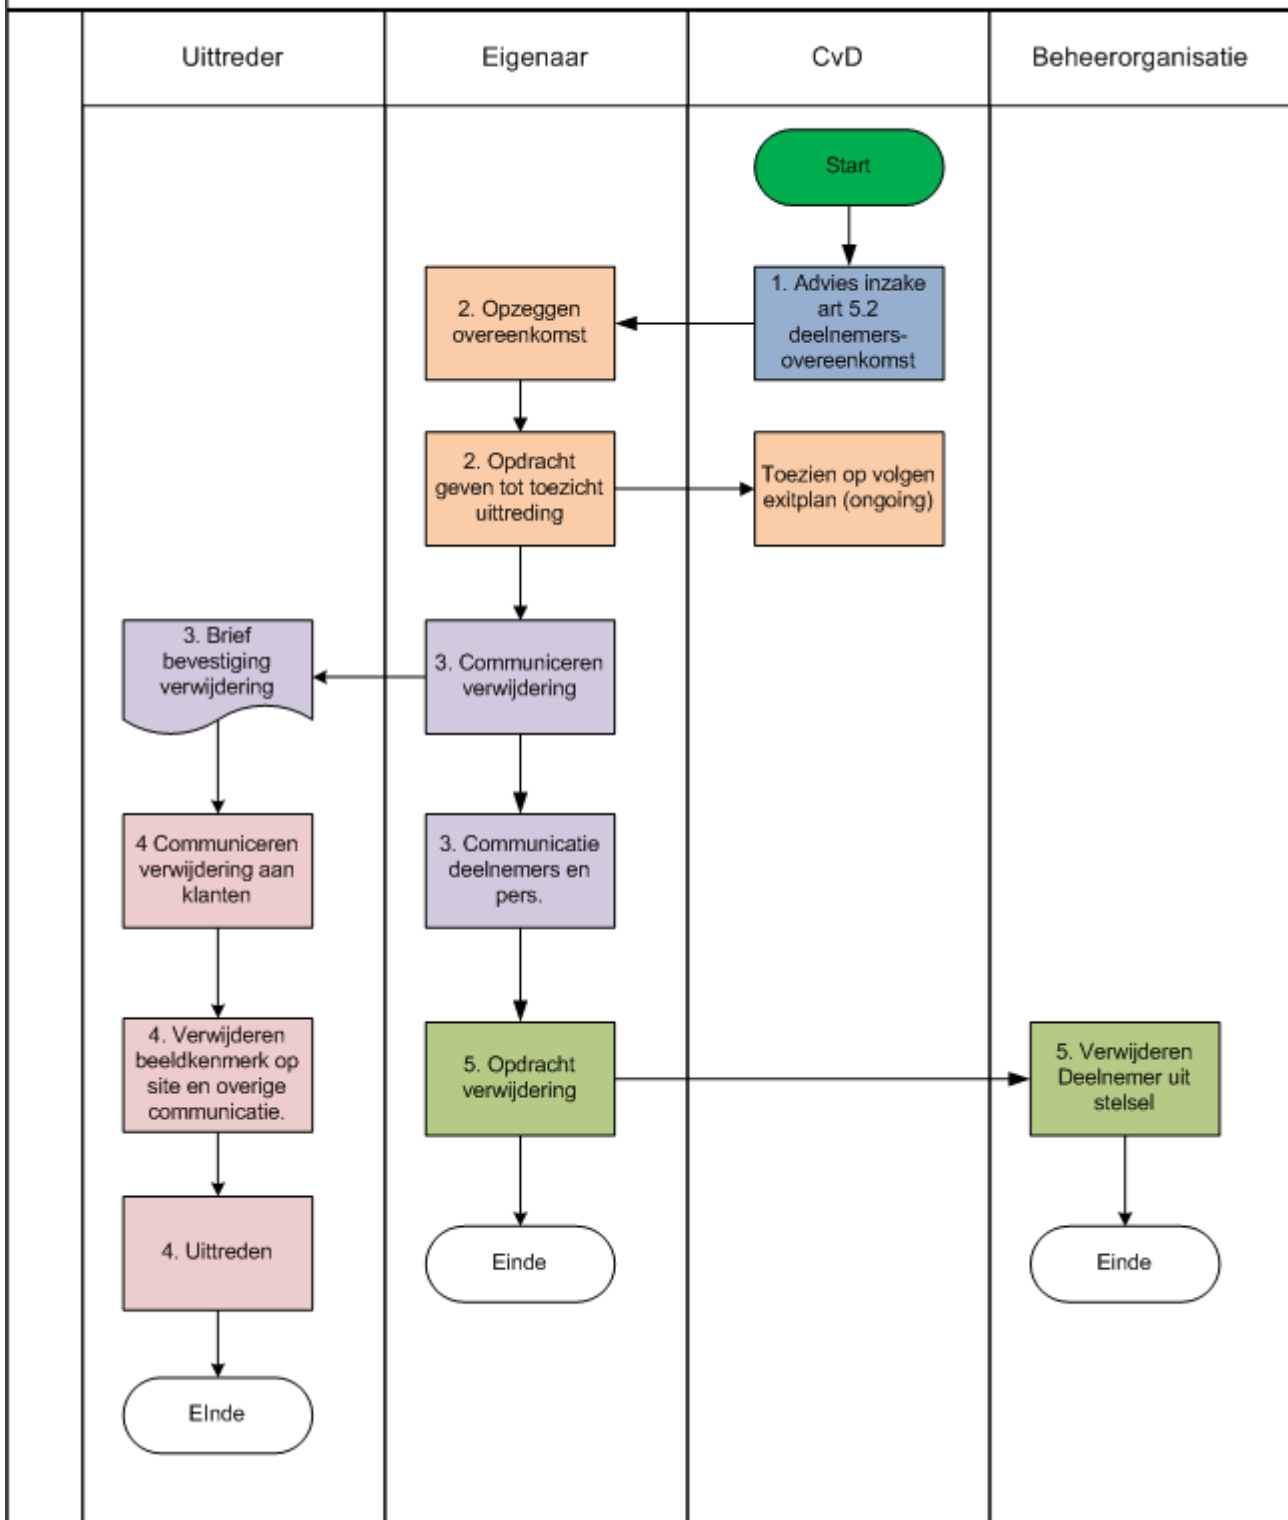 Uittreder
Eigenaar
CvD
Beheerorganisatie
Start
1. Advies inzake
art 5.2
deelnemers-
overeenkomst
2. Opzeggen
overeenkomst
2. Opdracht
geven tot toezicht
uittreding
Toezien op volgen
exitplan (ongoing)
3. Brief
bevestiging
verwijdering
3. Communiceren
verwijdering
4 Communiceren
verwijdering aan
klanten
3. Communicatie
deelnemers en
pers.
4. Verwijderen
beeldkenmerk op
site en overige
communicatie.
5. Opdracht
verwijdering
5. Verwijderen
Deelnemer uit
stelsel
4. Uittreden
Einde
Einde
EInde